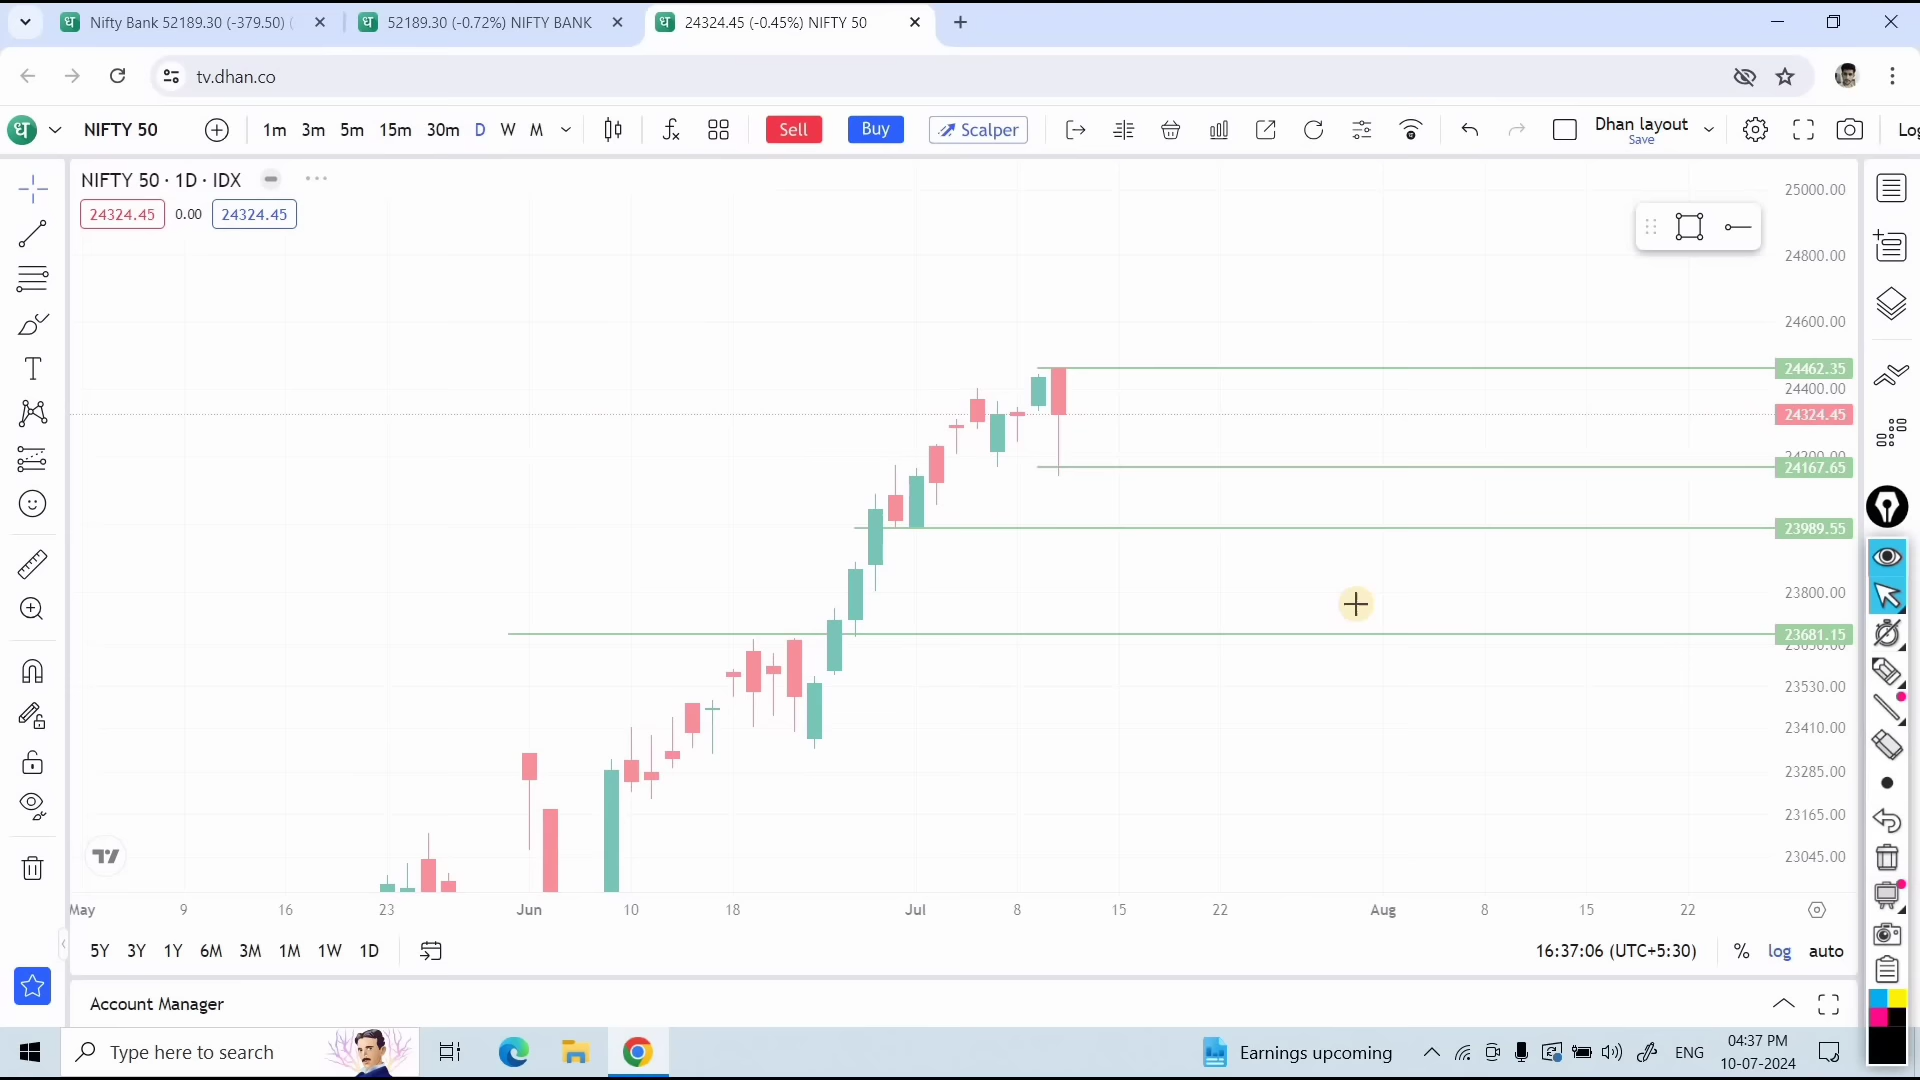 Nifty Bank 52189.30 (-379.50) (
52189.30 (-0.72%) NIFTY BANK
24324.45 (-0.45%) NIFTY 50
tv.dhan.co
ध NIFTY 50 1m 3m 5m 15m 30m D W M Sell Buy Scalper Dhan layout Log
Save
NIFTY 50 · 1D · IDX
24324.45 0.00 24324.45
25000.00
24800.00
24600.00
24462.35
24400.00
24324.45
24200.00
24167.65
23989.55
23800.00
23681.15
23650.00
23530.00
23410.00
23285.00
23165.00
23045.00
May 9 16 23 Jun 10 18 Jul 8 15 22 Aug 8 15 22
5Y 3Y 1Y 6M 3M 1M 1W 1D 16:37:06 (UTC+5:30) % log auto
Account Manager
Type here to search Earnings upcoming ENG 04:37 PM
10-07-2024